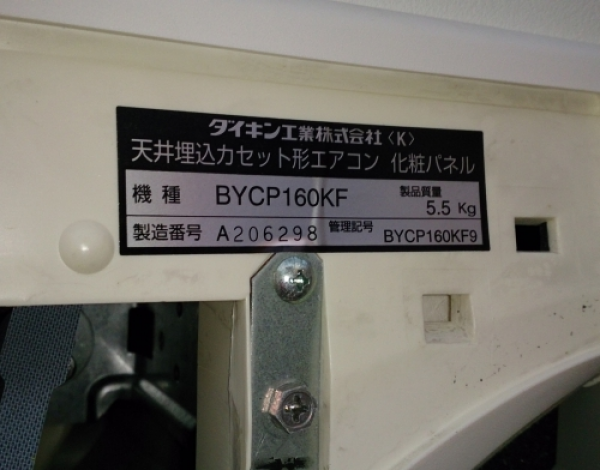 ダイキン工業株式会社〈K〉
天井埋込カセット形エアコン 化粧パネル
機種 BYCP160KF 製品質量 5.5 Kg
製造番号 A206298 管理記号 BYCP160KF9